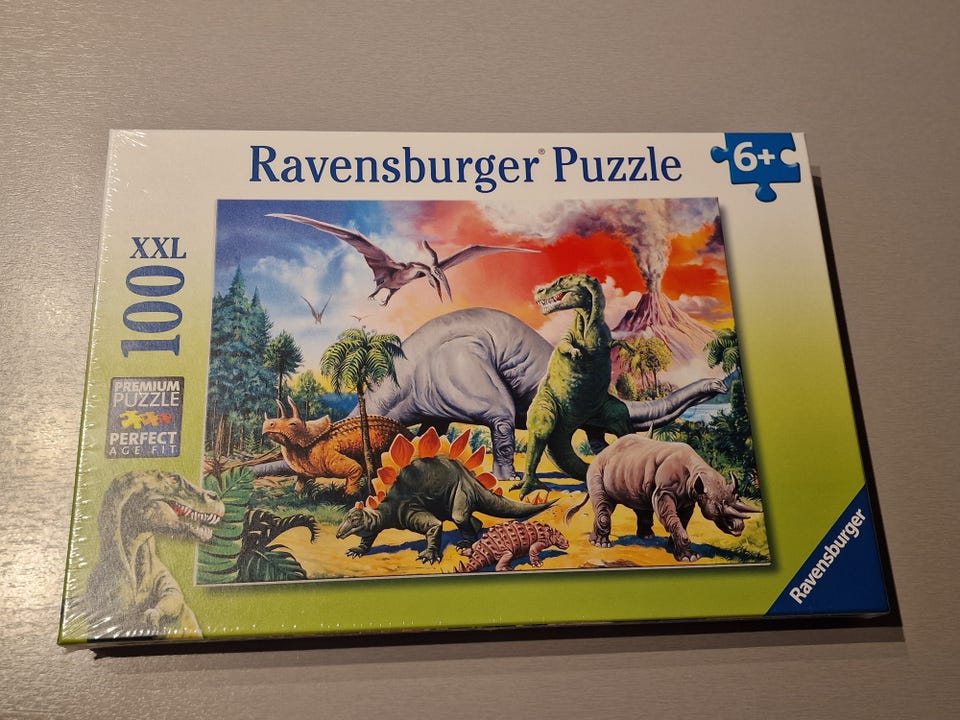 Ravensburger® Puzzle
6+
XXL
100
PREMIUM
PUZZLE
PERFECT
AGE FIT
Ravensburger